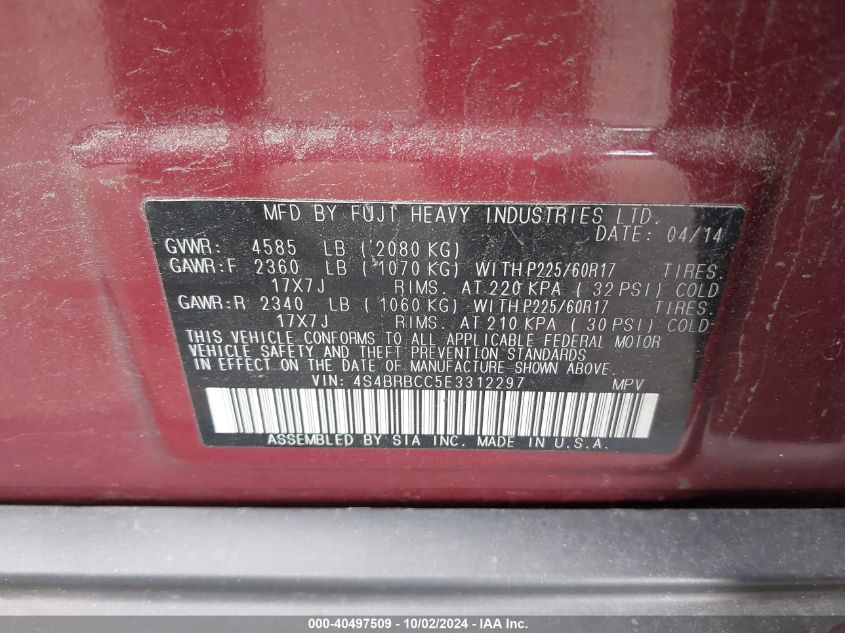 MFD BY FUJI HEAVY INDUSTRIES LTD.
DATE: 04/14
GVWR: 4585 LB ( 2080 KG)
GAWR:F 2360 LB ( 1070 KG) WITH P225/60R17 TIRES.
17X7J RIMS. AT 220 KPA ( 32 PSI) COLD
GAWR:R 2340 LB ( 1060 KG) WITH P225/60R17 TIRES.
17X7J RIMS. AT 210 KPA ( 30 PSI) COLD.
THIS VEHICLE CONFORMS TO ALL APPLICABLE FEDERAL MOTOR
VEHICLE SAFETY AND THEFT PREVENTION STANDARDS
IN EFFECT ON THE DATE OF MANUFACTURE SHOWN ABOVE.
VIN: 4S4BRBCC5E3312297 MPV
ASSEMBLED BY SIA INC. MADE IN U.S.A.
000-40497509 - 10/02/2024 - IAA Inc.